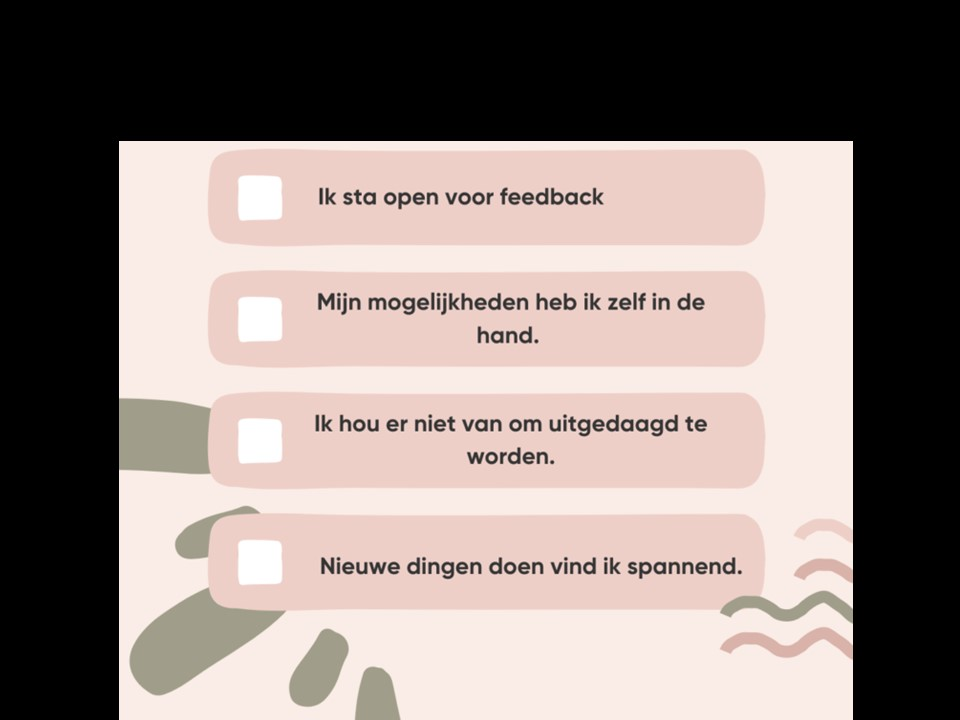 Ik sta open voor feedback
Mijn mogelijkheden heb ik zelf in de
hand.
Ik hou er niet van om uitgedaagd te
worden.
Nieuwe dingen doen vind ik spannend.